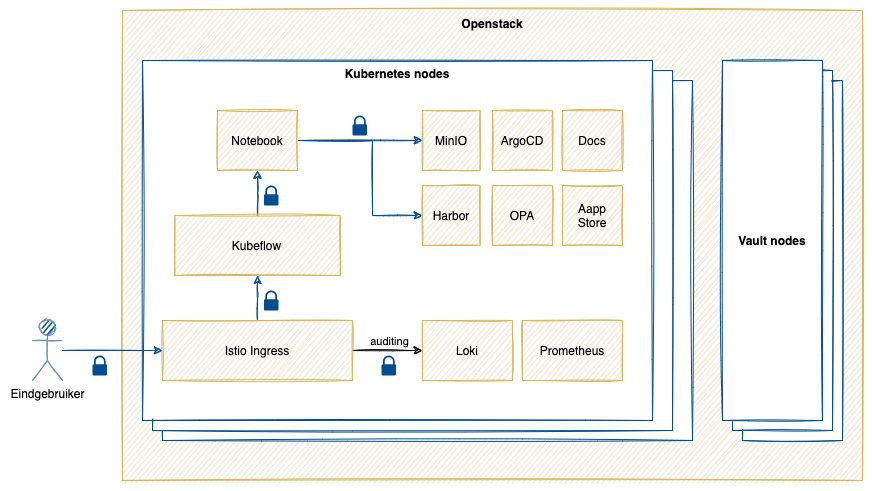 Openstack
Kubernetes nodes
Notebook
MinIO
ArgoCD
Docs
Harbor
OPA
Aapp
Store
Kubeflow
Vault nodes
Istio Ingress
auditing
Loki
Prometheus
Eindgebruiker